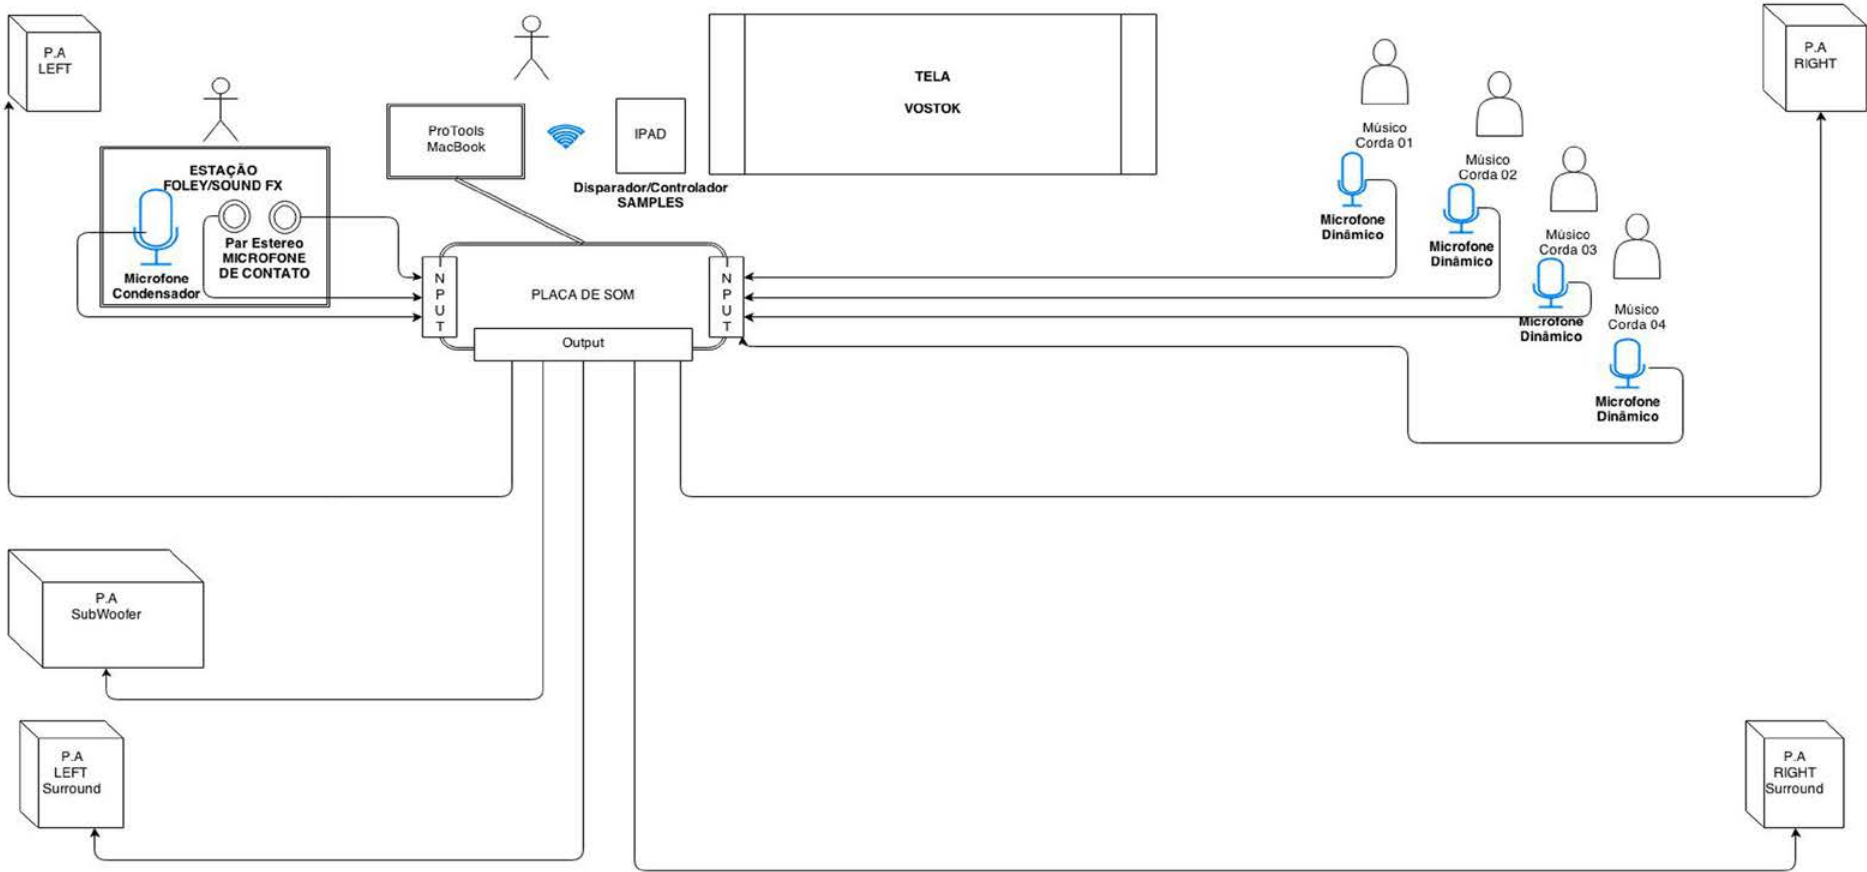 P.A
LEFT
P.A
RIGHT
TELA
VOSTOK
ProTools
MacBook
IPAD
Disparador/Controlador
SAMPLES
ESTAÇÃO
FOLEY/SOUND FX
Par Estereo
MICROFONE
DE CONTATO
Microfone
Condensador
Músico
Corda 01
Microfone
Dinâmico
Músico
Corda 02
Microfone
Dinâmico
Músico
Corda 03
Microfone
Dinâmico
Músico
Corda 04
Microfone
Dinâmico
N
P
U
T
PLACA DE SOM
N
P
U
T
Output
P.A
SubWoofer
P.A
LEFT
Surround
P.A
RIGHT
Surround